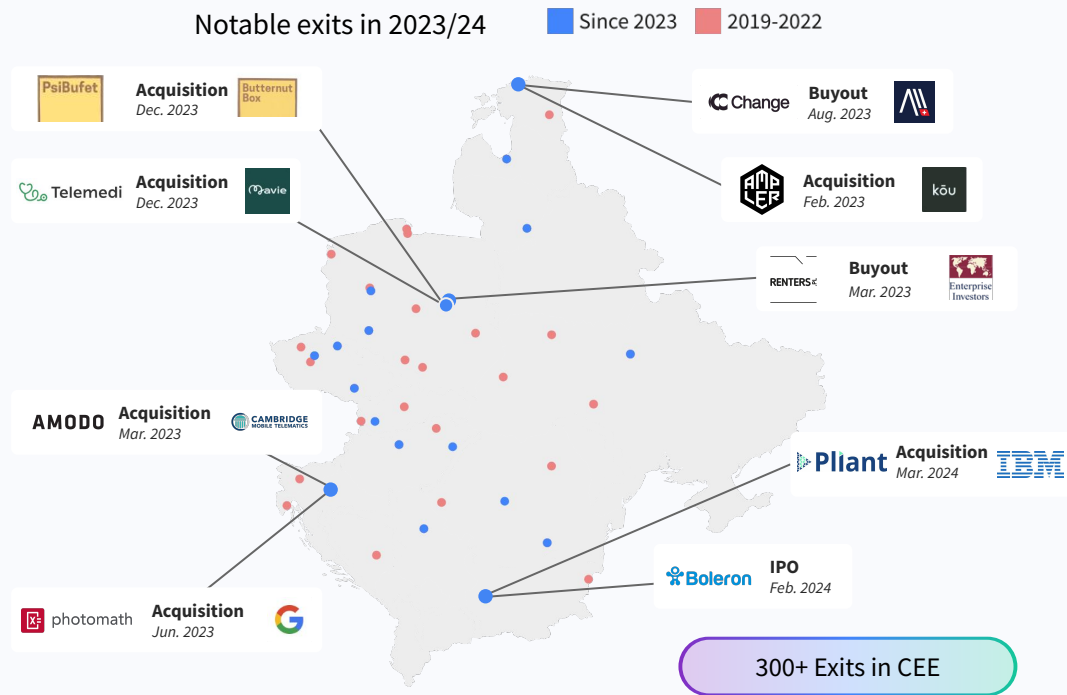 Notable exits in 2023/24
Since 2023
2019-2022
PsiBufet
Acquisition
Dec. 2023
Butternut
Box
Change
Buyout
Aug. 2023
Telemedi
Acquisition
Dec. 2023
mavie
AMPLER
Acquisition
Feb. 2023
kōu
RENTERS.PL
Buyout
Mar. 2023
Enterprise
Investors
AMODO
Acquisition
Mar. 2023
CAMBRIDGE
MOBILE TELEMATICS
Pliant
Acquisition
Mar. 2024
IBM
Boleron
IPO
Feb. 2024
photomath
Acquisition
Jun. 2023
G
300+ Exits in CEE